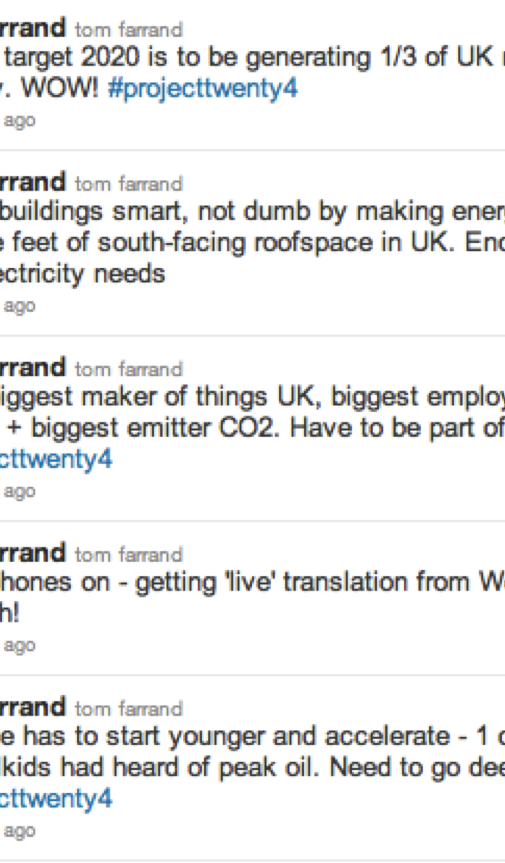 rrand tom farrand
target 2020 is to be generating 1/3 of UK
. WOW! #projecttwenty4
ago
rrand tom farrand
buildings smart, not dumb by making ener
e feet of south-facing roofspace in UK. End
ectricity needs
ago
rrand tom farrand
iggest maker of things UK, biggest employ
+ biggest emitter CO2. Have to be part of
cttwenty4
ago
rrand tom farrand
hones on - getting 'live' translation from We
h!
ago
rrand tom farrand
e has to start younger and accelerate - 1
lkids had heard of peak oil. Need to go dee
cttwenty4
ago